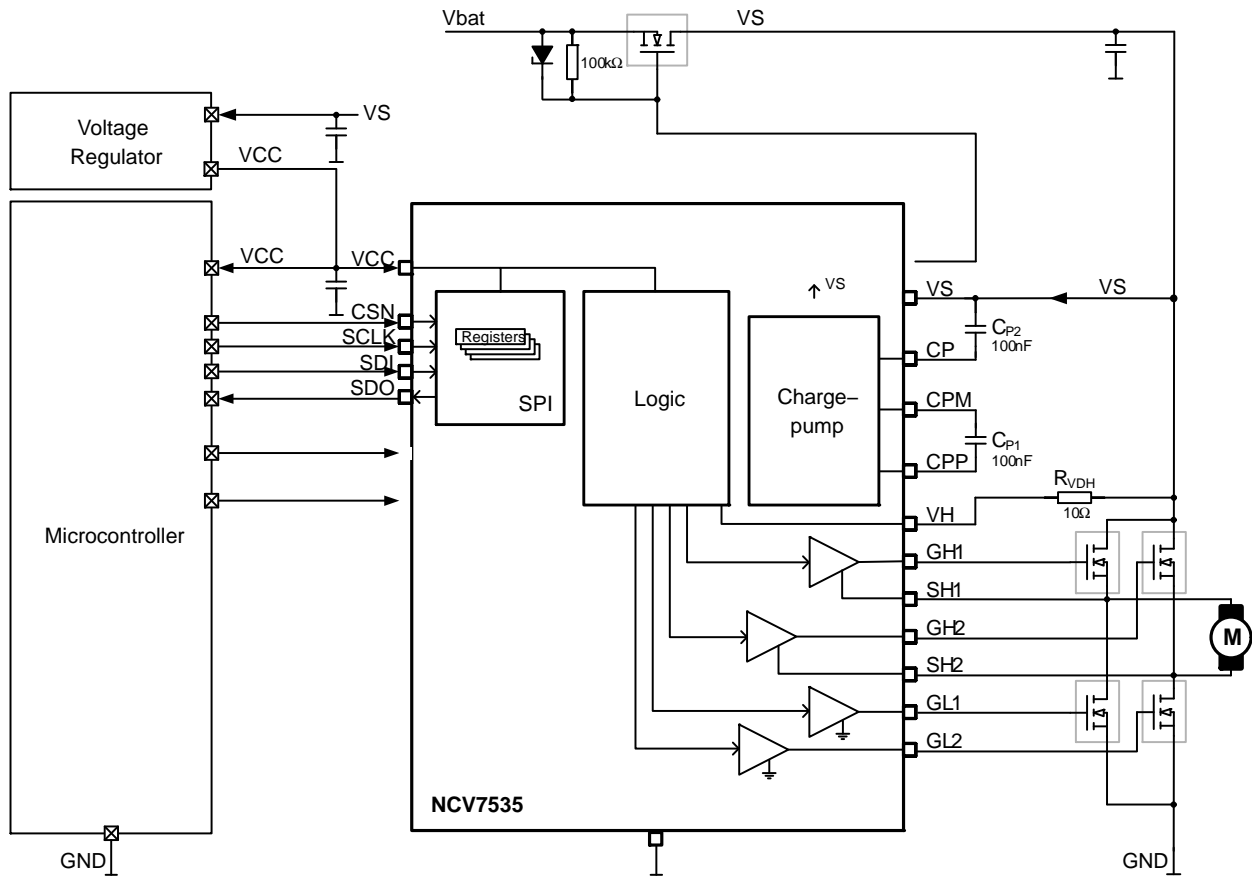 Vbat
VS
100kΩ
Voltage
Regulator
VS
VCC
VCC
VCC
CSN
SCLK
SDI
SDO
Registers
SPI
Logic
VS
Charge–
pump
VS
VS
CP2
100nF
CP
CPM
CP1
100nF
CPP
RVDH
10Ω
VH
GH1
SH1
GH2
SH2
GL1
GL2
M
Microcontroller
NCV7535
GND
GND